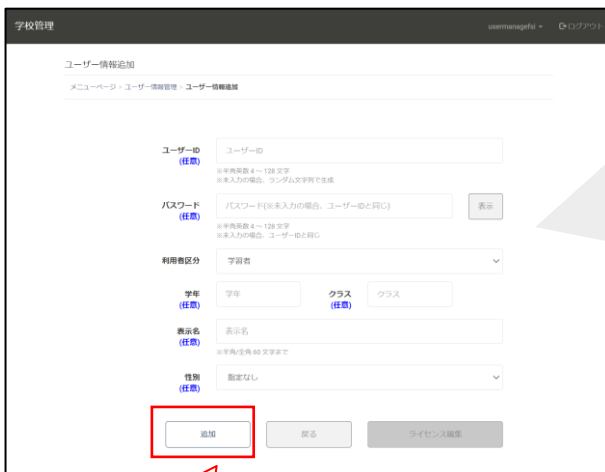 学校管理
usermanagefsi
ログアウト
ユーザー情報追加
メニューページ > ユーザー情報管理 > ユーザー情報追加
ユーザーID
(任意)
ユーザーID
※半角英数 4 ～ 128 文字
※未入力の場合、ランダム文字列で生成
パスワード
(任意)
パスワード(※未入力の場合、ユーザーIDと同じ)
表示
※半角英数 4 ～ 128 文字
※未入力の場合、ユーザーIDと同じ
利用者区分
学習者
学年
(任意)
学年
クラス
(任意)
クラス
表示名
(任意)
表示名
※半角/全角 60 文字まで
性別
(任意)
指定なし
追加
戻る
ライセンス編集